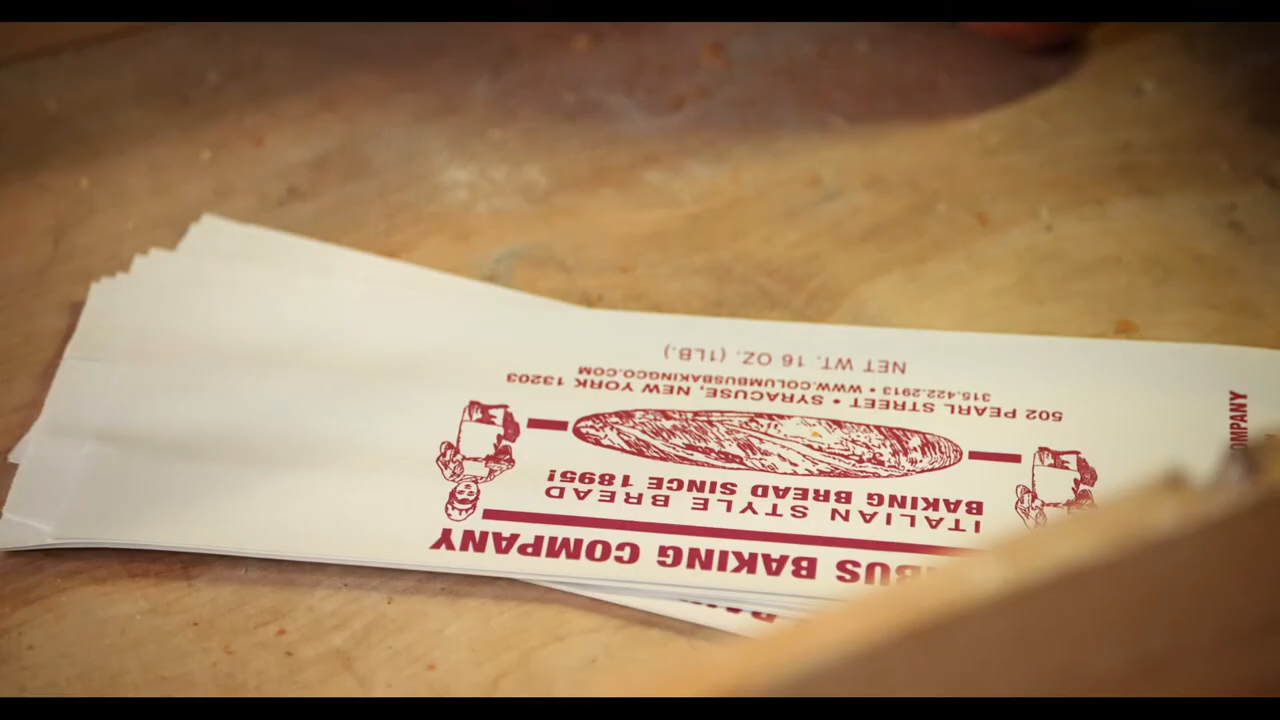 BUS BAKING COMPANY
ITALIAN STYLE BREAD
BAKING BREAD SINCE 1895!
502 PEARL STREET • SYRACUSE, NEW YORK 13203
315.422.2913 • WWW.COLUMBUSBAKINGCO.COM
NET WT. 16 OZ. (1LB.)
OMPANY